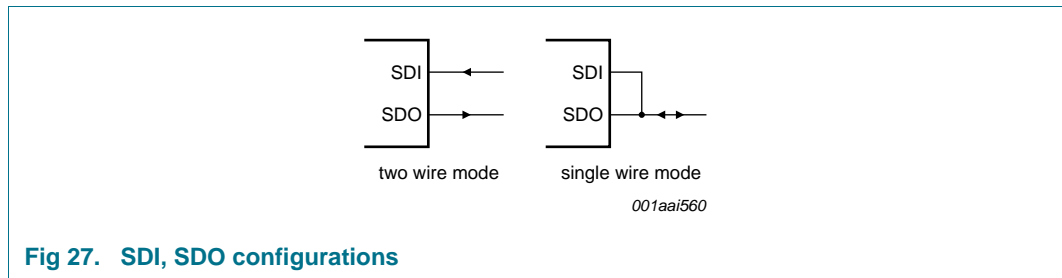 SDI
SDO
two wire mode
SDI
SDO
single wire mode
001aai560
Fig 27. SDI, SDO configurations